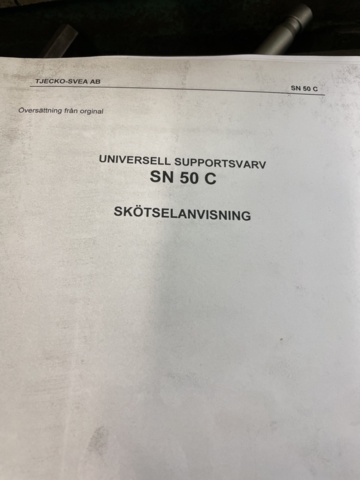 TJECKO-SVEA AB
SN 50 C
Översättning från orginal
UNIVERSELL SUPPORTSVARV
SN 50 C
SKÖTSELANVISNING